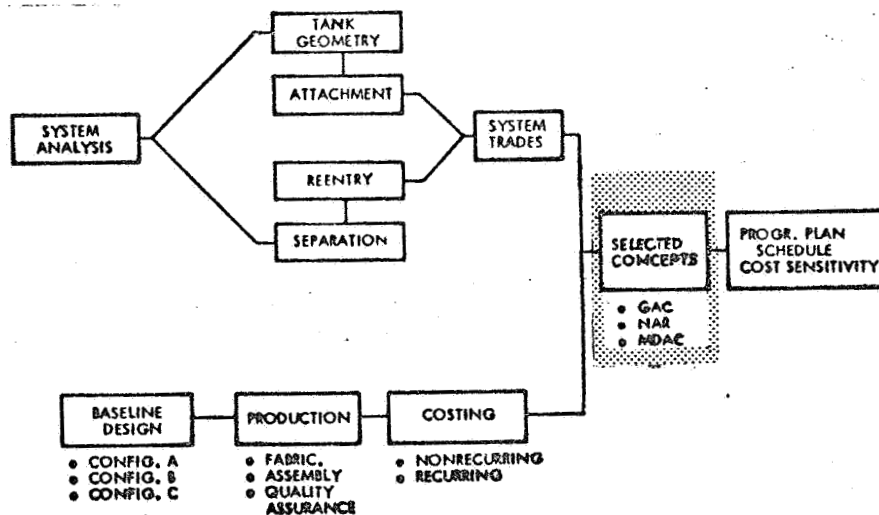 TANK
GEOMETRY
ATTACHMENT
SYSTEM
ANALYSIS
SYSTEM
TRADES
REENTRY
SEPARATION
SELECTED
CONCEPTS
• GAC
• NAR
• MDAC
PROGR. PLAN
SCHEDULE
COST SENSITIVITY
BASELINE
DESIGN
• CONFIG. A
• CONFIG. B
• CONFIG. C
PRODUCTION
• FABRIC.
• ASSEMBLY
• QUALITY
ASSURANCE
COSTING
• NONRECURRING
• RECURRING